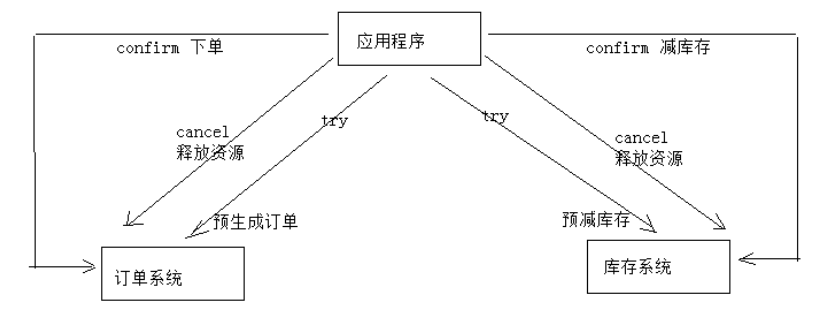 应用程序
confirm 下单
confirm 减库存
try
try
cancel
释放资源
cancel
释放资源
预生成订单
预减库存
订单系统
库存系统